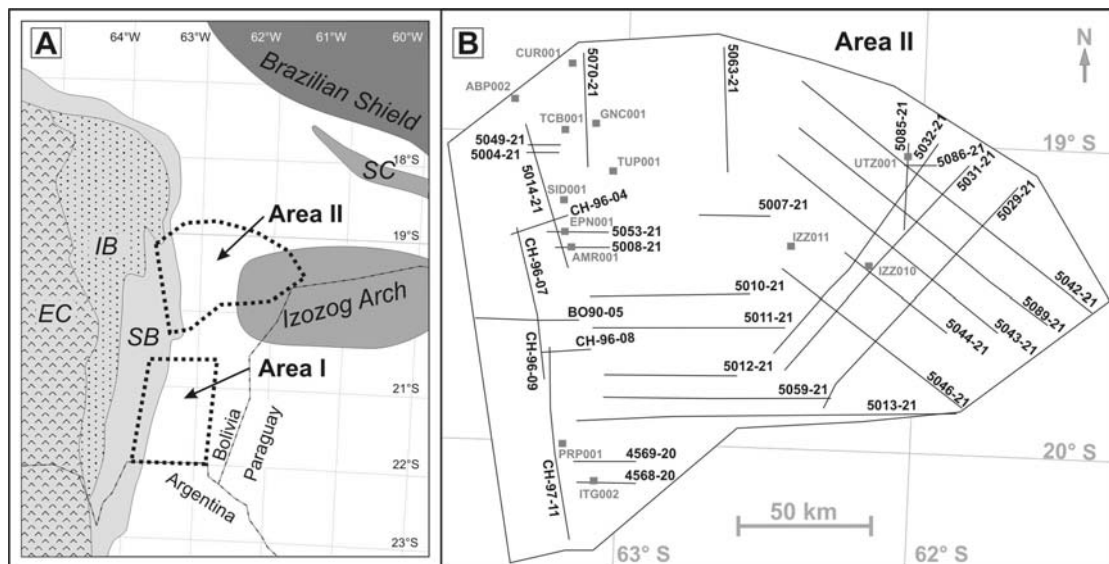 A
64°W
63°W
62°W
61°W
60°W
Brazilian Shield
SC
18°S
Area II
19°S
IB
Izozog Arch
EC
20°S
SB
Area I
21°S
Bolivia
Paraguay
22°S
Argentina
23°S
B
Area II
N
CUR001
5070-21
5063-21
ABP002
TCB001
GNC001
5085-21
5032-21
19° S
5049-21
5004-21
UTZ001
5086-21
TUP001
5031-21
5014-21
SID001
CH-96-04
5029-21
5007-21
EPN001
5053-21
IZZ011
AMR001
5008-21
CH-96-07
IZZ010
5010-21
5042-21
BO90-05
5011-21
5089-21
5043-21
CH-96-08
5044-21
CH-96-09
5012-21
5046-21
5059-21
5013-21
PRP001
4569-20
20° S
CH-97-11
4568-20
ITG002
50 km
63° S
62° S